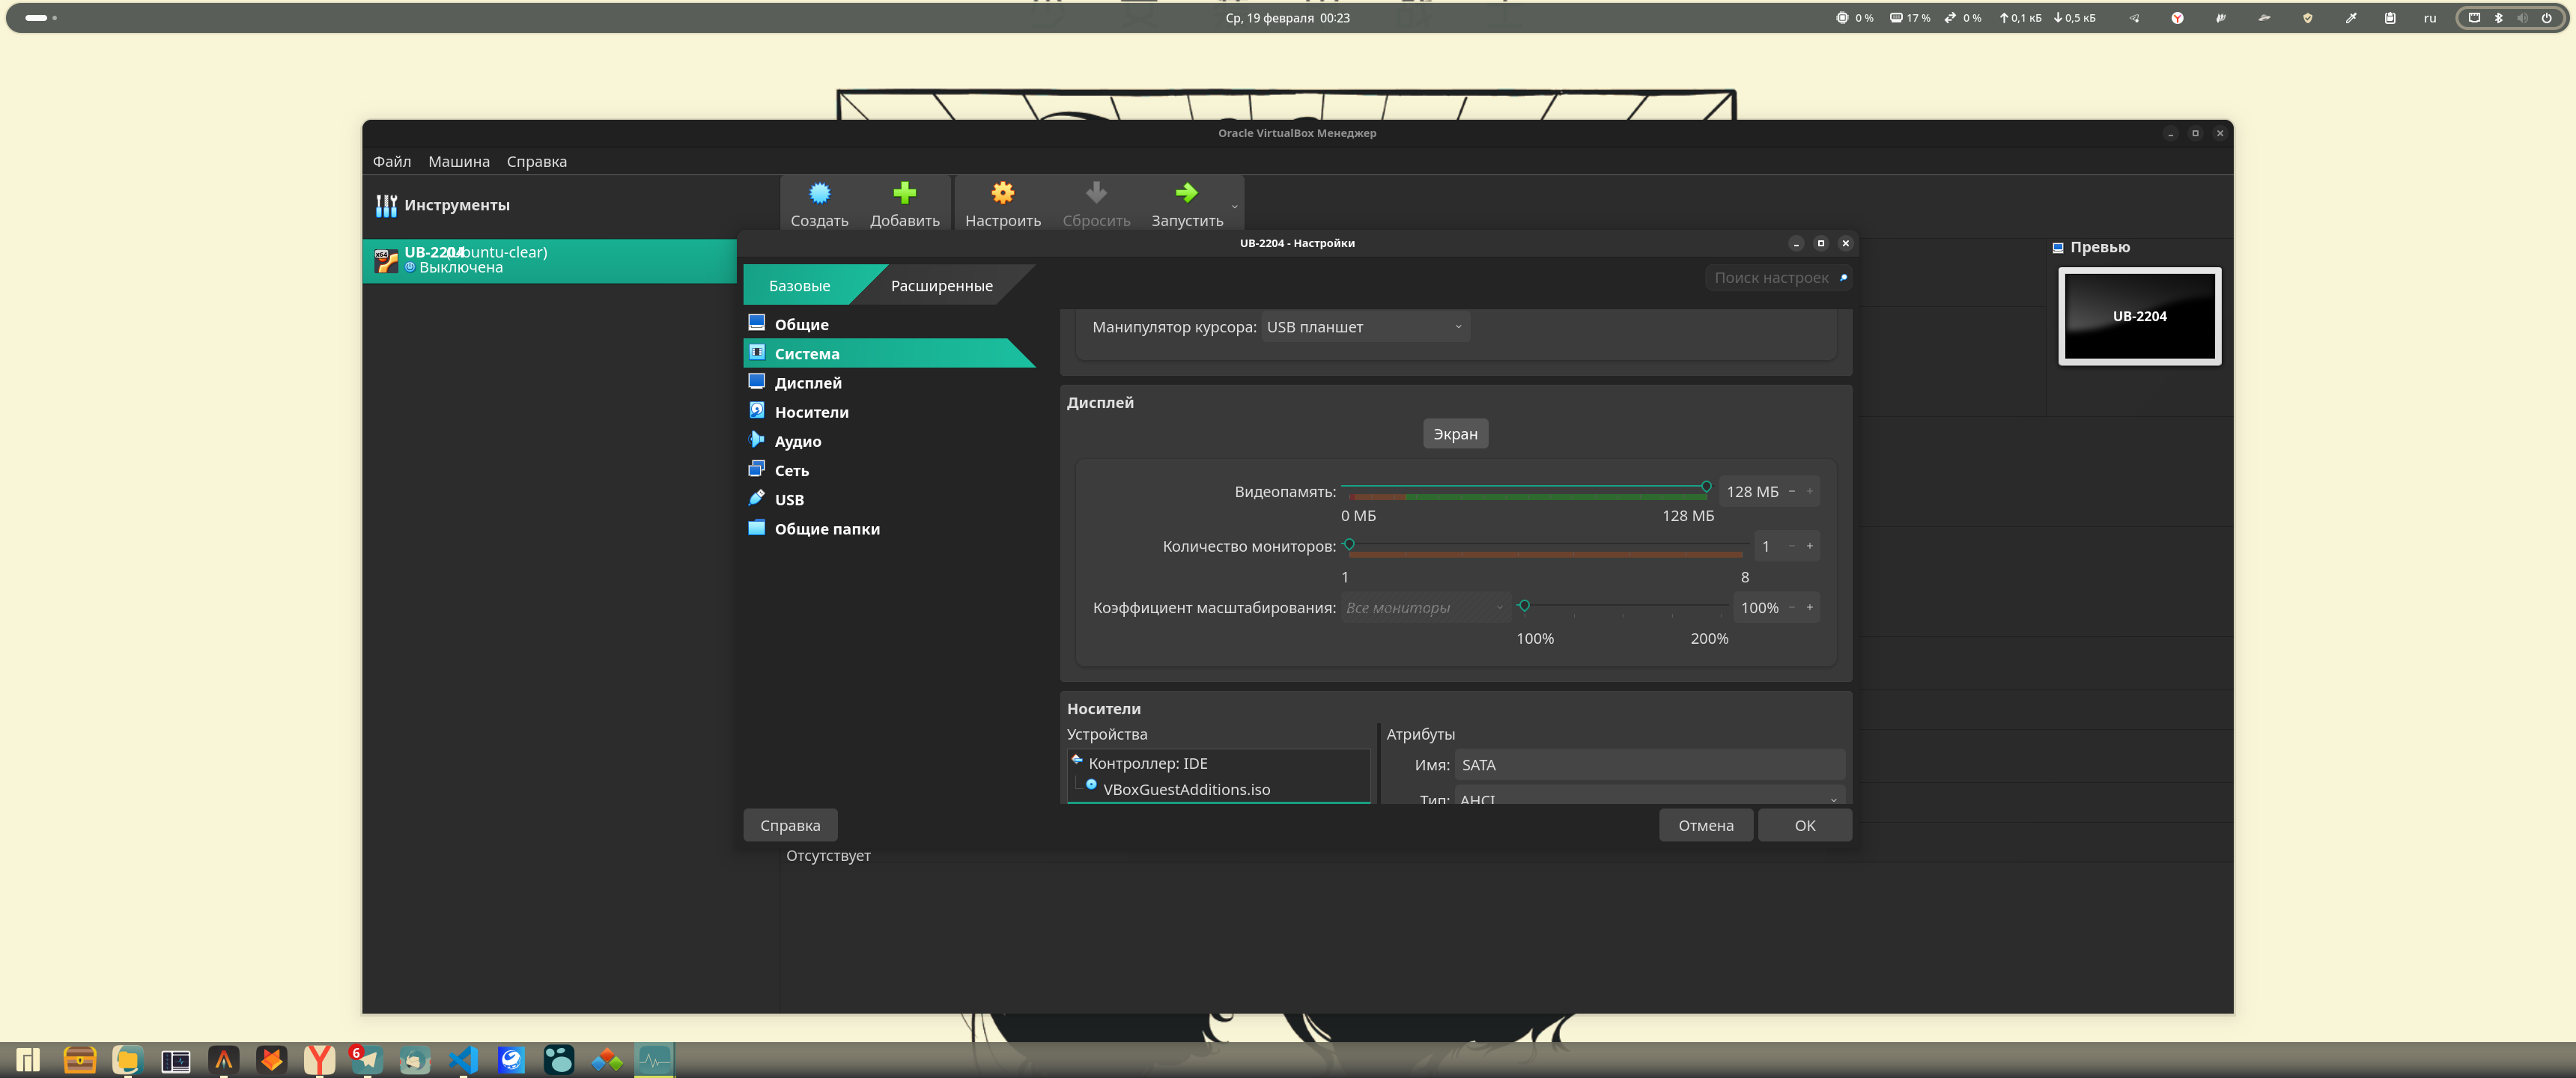 Ср, 19 февраля 00:23
0 %
17 %
0 %
0,1 кБ
0,5 кБ
ru
Oracle VirtualBox Менеджер
Файл Машина Справка
Инструменты
Создать
Добавить
Настроить
Сбросить
Запустить
UB-2204 (Ubuntu-clear)
Выключена
Превью
UB-2204
UB-2204 - Настройки
Базовые
Расширенные
Поиск настроек
Общие
Система
Дисплей
Носители
Аудио
Сеть
USB
Общие папки
Манипулятор курсора: USB планшет
Дисплей
Экран
Видеопамять: 128 МБ
0 МБ 128 МБ
Количество мониторов: 1
1 8
Коэффициент масштабирования: Все мониторы 100%
100% 200%
Носители
Устройства
Контроллер: IDE
VBoxGuestAdditions.iso
Атрибуты
Имя: SATA
Тип: AHCI
Справка
Отмена
OK
Отсутствует
6